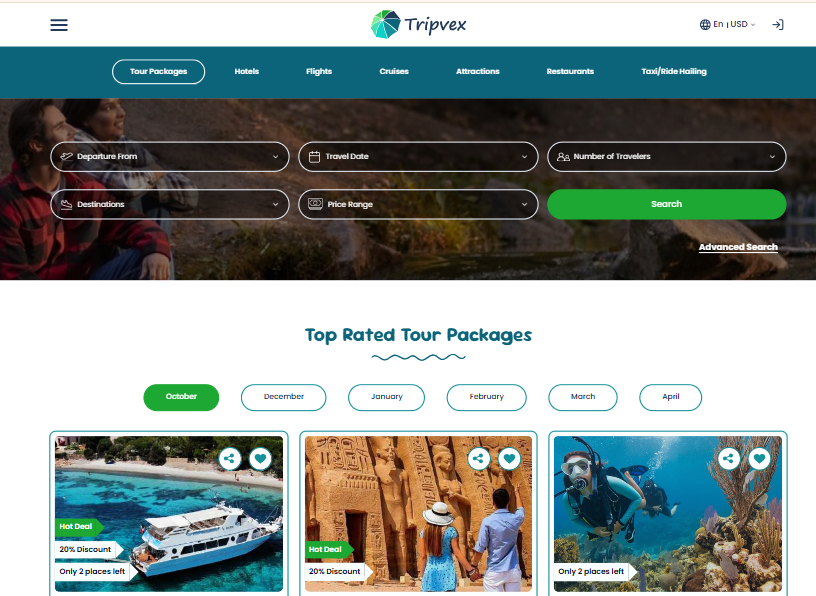 Tripvex
En | USD
Tour Packages
Hotels
Flights
Cruises
Attractions
Restaurants
Taxi/Ride Hailing
Departure From
Travel Date
Number of Travelers
Destinations
Price Range
Search
Advanced Search
Top Rated Tour Packages
October
December
January
February
March
April
Hot Deal
20% Discount
Only 2 places left
Hot Deal
20% Discount
Only 2 places left